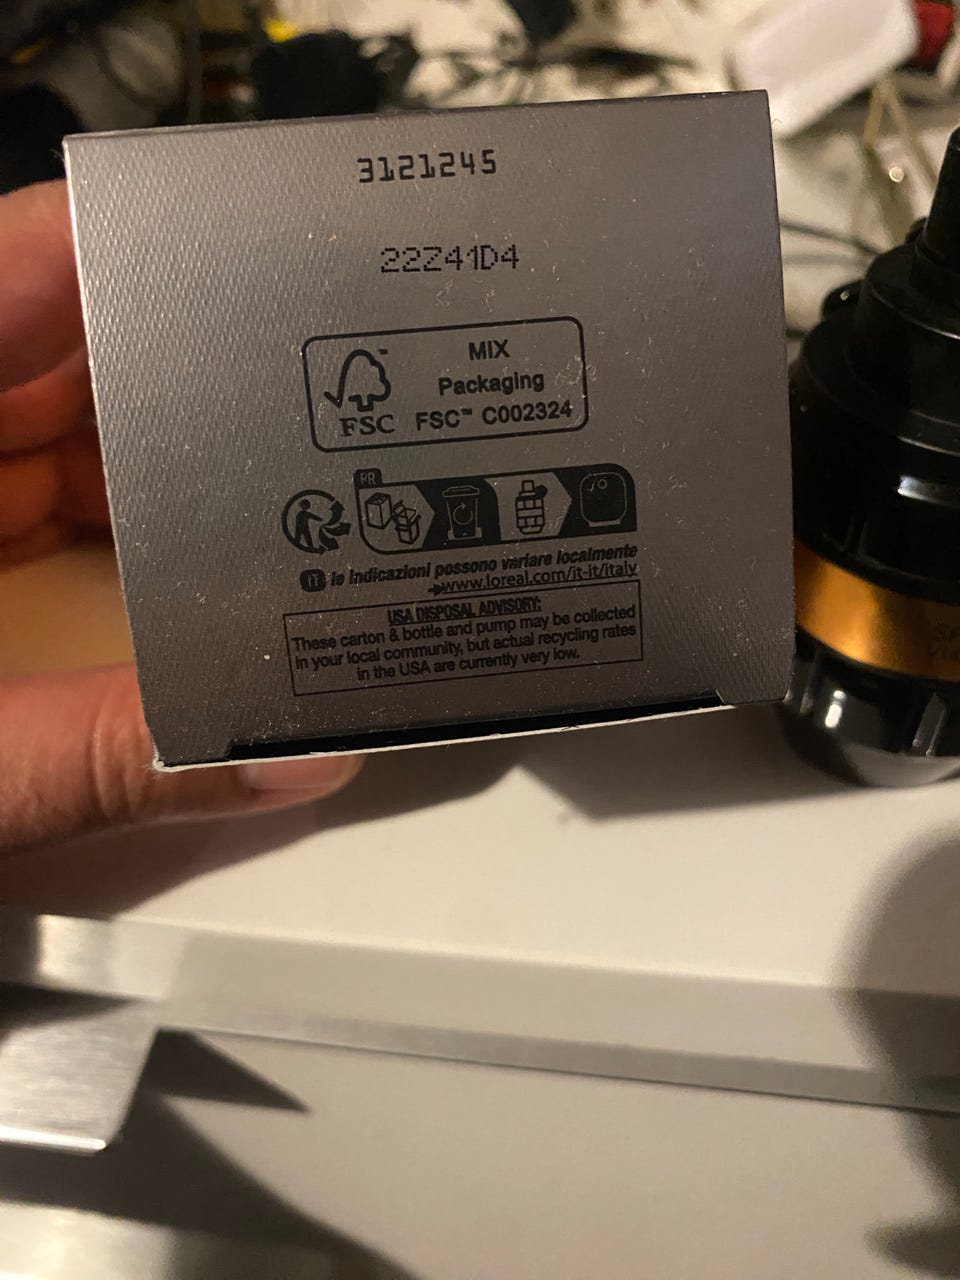 3121245
22Z41D4
MIX
Packaging
FSC™ C002324
FSC
FR
IT le indicazioni possono variare localmente
www.loreal.com/it-it/italy
USA DISPOSAL ADVISORY:
These carton & bottle and pump may be collected
in your local community, but actual recycling rates
in the USA are currently very low.